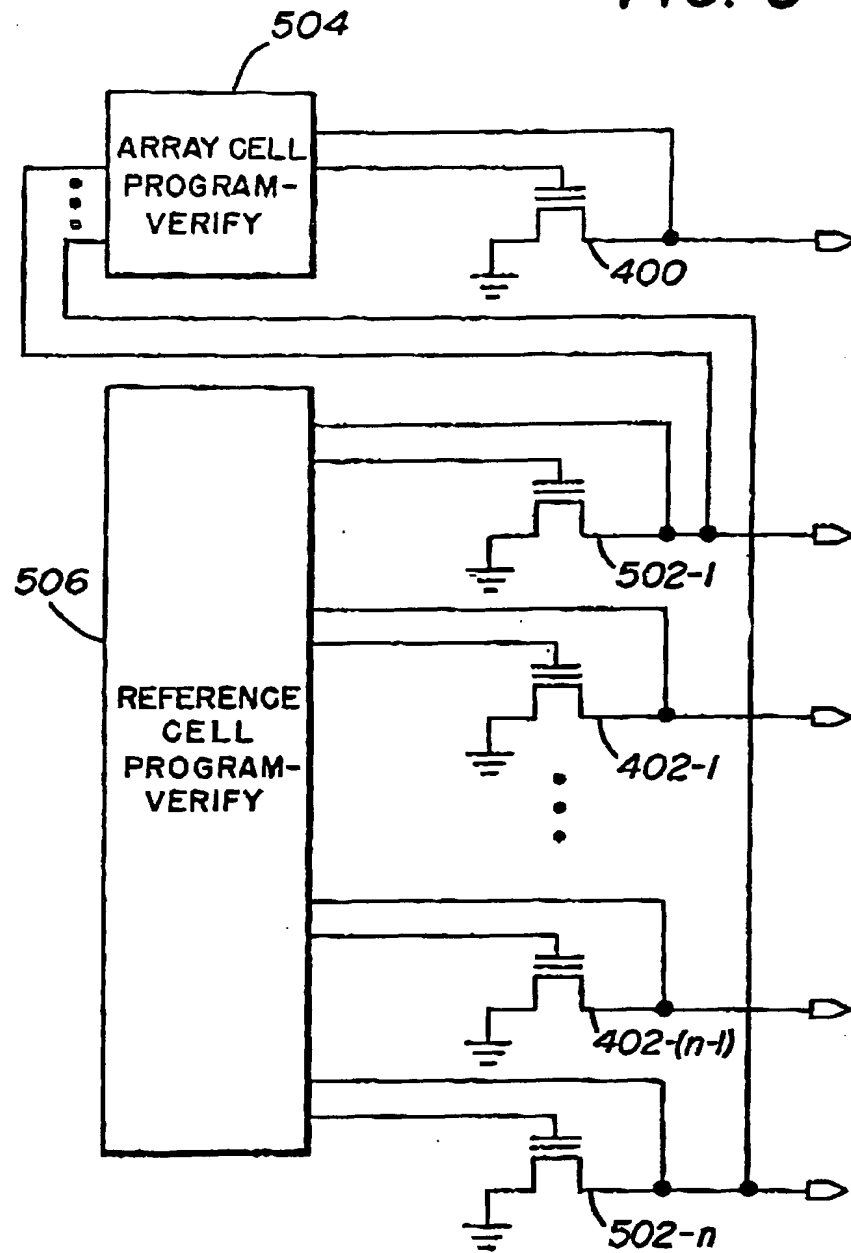 504
ARRAY CELL
PROGRAM-
VERIFY
400
502-1
506
402-1
REFERENCE
CELL
PROGRAM-
VERIFY
402-(n-1)
502-n